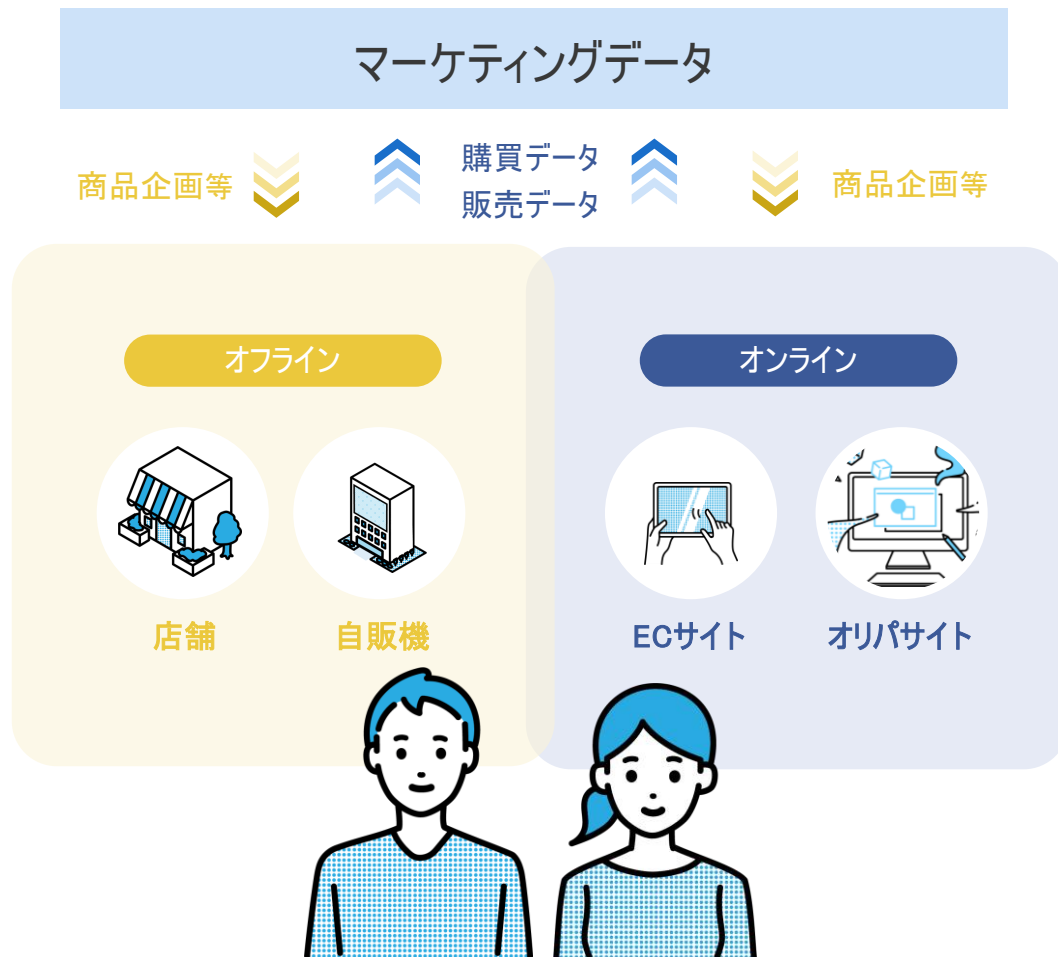 マーケティングデータ
商品企画等
購買データ
販売データ
商品企画等
オフライン
オンライン
店舗
自販機
ECサイト
オリパサイト